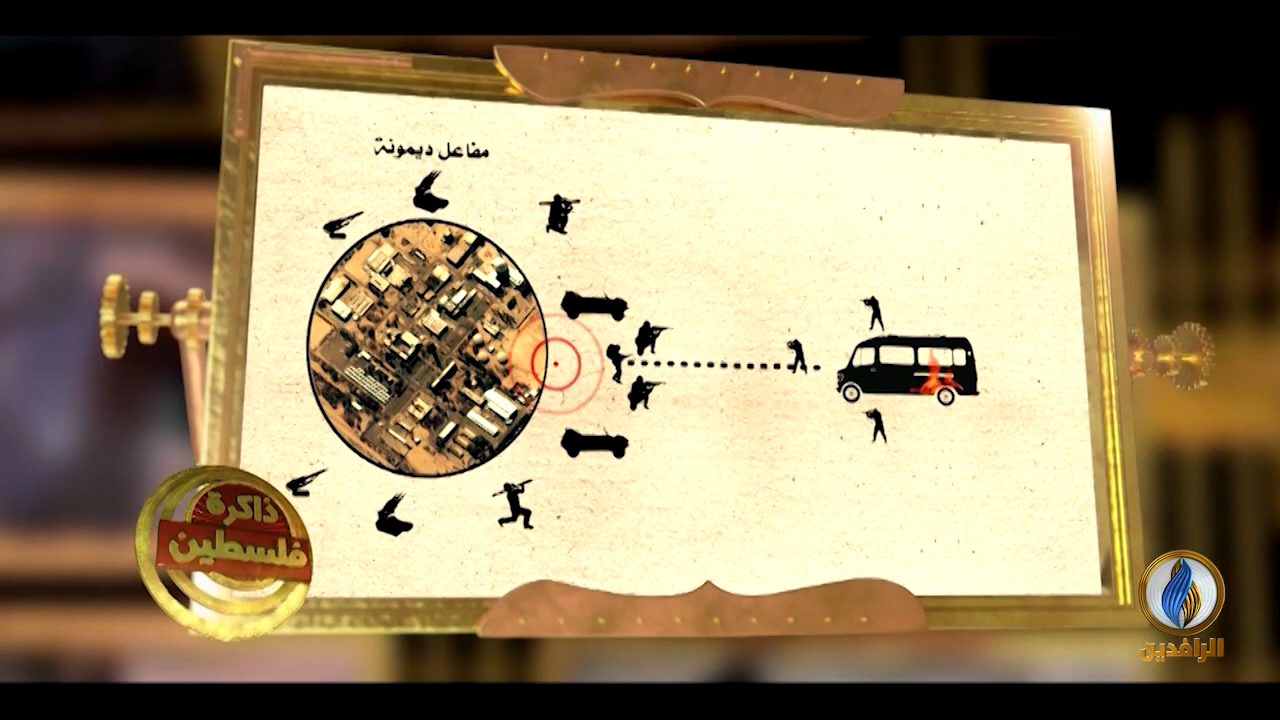 مفاعل ديمونة
ذاكرة
فلسطين
الرافدين